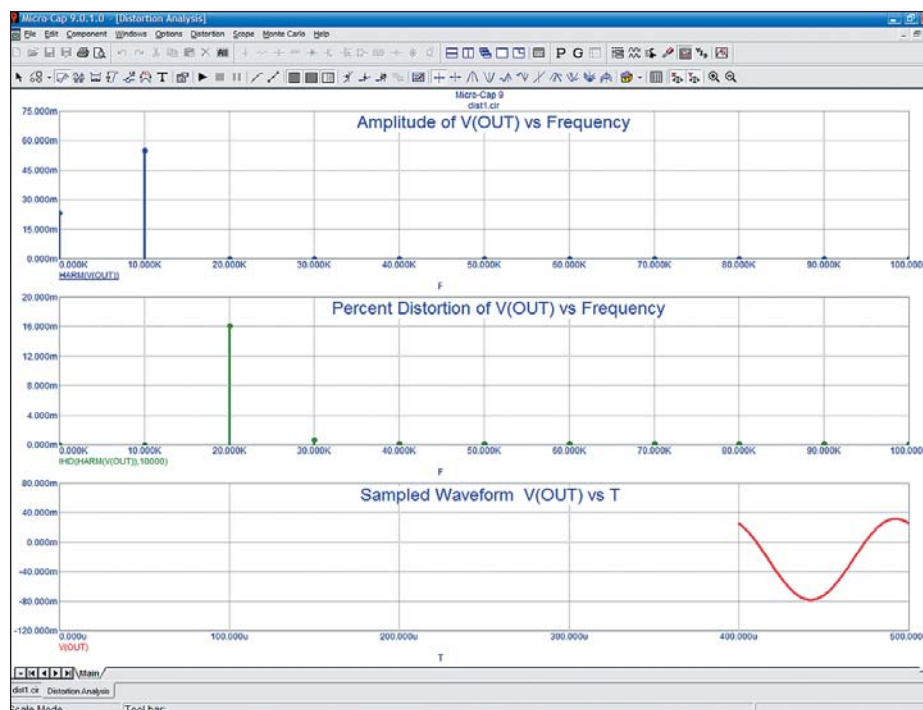 Micro-Cap 9.0.1.0 - [Distortion Analysis]
File Edit Component Windows Options Distortion Scope Monte Carlo Help
P G
T
Micro-Cap 9
dist1.cir
75.000m
Amplitude of V(OUT) vs Frequency
60.000m
45.000m
30.000m
15.000m
0.000m
0.000K 10.000K 20.000K 30.000K 40.000K 50.000K 60.000K 70.000K 80.000K 90.000K 100.000
HARM(V(OUT))
F
20.000m
Percent Distortion of V(OUT) vs Frequency
16.000m
12.000m
8.000m
4.000m
0.000m
0.000K 10.000K 20.000K 30.000K 40.000K 50.000K 60.000K 70.000K 80.000K 90.000K 100.000
IHD(HARM(V(OUT)),10000)
F
80.000m
Sampled Waveform V(OUT) vs T
40.000m
0.000m
-40.000m
-80.000m
-120.000m
0.000u 100.000u 200.000u 300.000u 400.000u 500.000
V(OUT)
T
Main
dist1.cir Distortion Analysis
Scale Mode Tool bar: